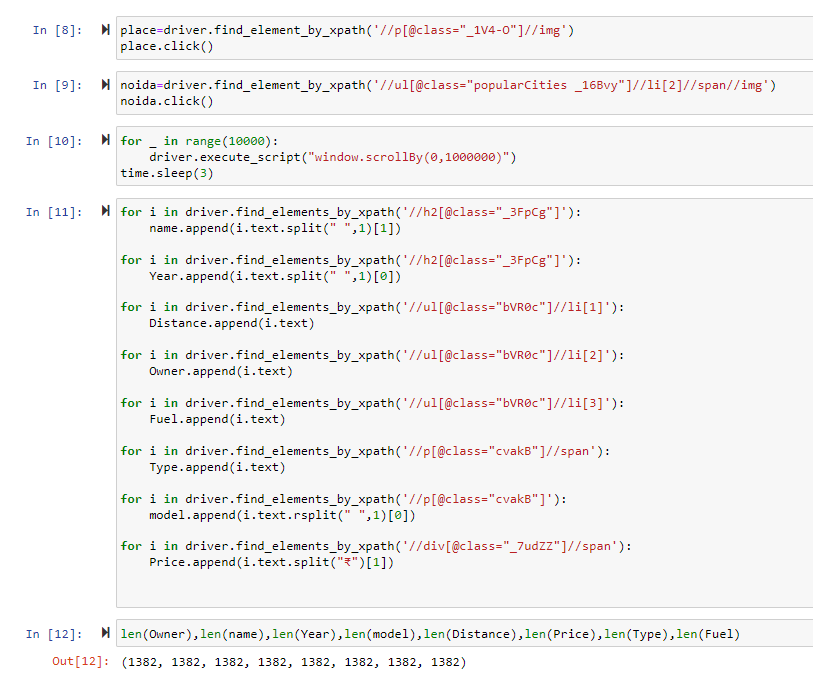 In [8]: place=driver.find_element_by_xpath('//p[@class="_1V4-O"]//img')
place.click()
In [9]: noida=driver.find_element_by_xpath('//ul[@class="popularCities _16Bvy"]//li[2]//span//img')
noida.click()
In [10]: for _ in range(10000):
    driver.execute_script("window.scrollBy(0,1000000)")
time.sleep(3)
In [11]: for i in driver.find_elements_by_xpath('//h2[@class="_3FpCg"]'):
    name.append(i.text.split(" ",1)[1])
for i in driver.find_elements_by_xpath('//h2[@class="_3FpCg"]'):
    Year.append(i.text.split(" ",1)[0])
for i in driver.find_elements_by_xpath('//ul[@class="bVR0c"]//li[1]'):
    Distance.append(i.text)
for i in driver.find_elements_by_xpath('//ul[@class="bVR0c"]//li[2]'):
    Owner.append(i.text)
for i in driver.find_elements_by_xpath('//ul[@class="bVR0c"]//li[3]'):
    Fuel.append(i.text)
for i in driver.find_elements_by_xpath('//p[@class="cvakB"]//span'):
    Type.append(i.text)
for i in driver.find_elements_by_xpath('//p[@class="cvakB"]'):
    model.append(i.text.rsplit(" ",1)[0])
for i in driver.find_elements_by_xpath('//div[@class="_7udZZ"]//span'):
    Price.append(i.text.split("₹")[1])
In [12]: len(Owner),len(name),len(Year),len(model),len(Distance),len(Price),len(Type),len(Fuel)
Out[12]: (1382, 1382, 1382, 1382, 1382, 1382, 1382, 1382)